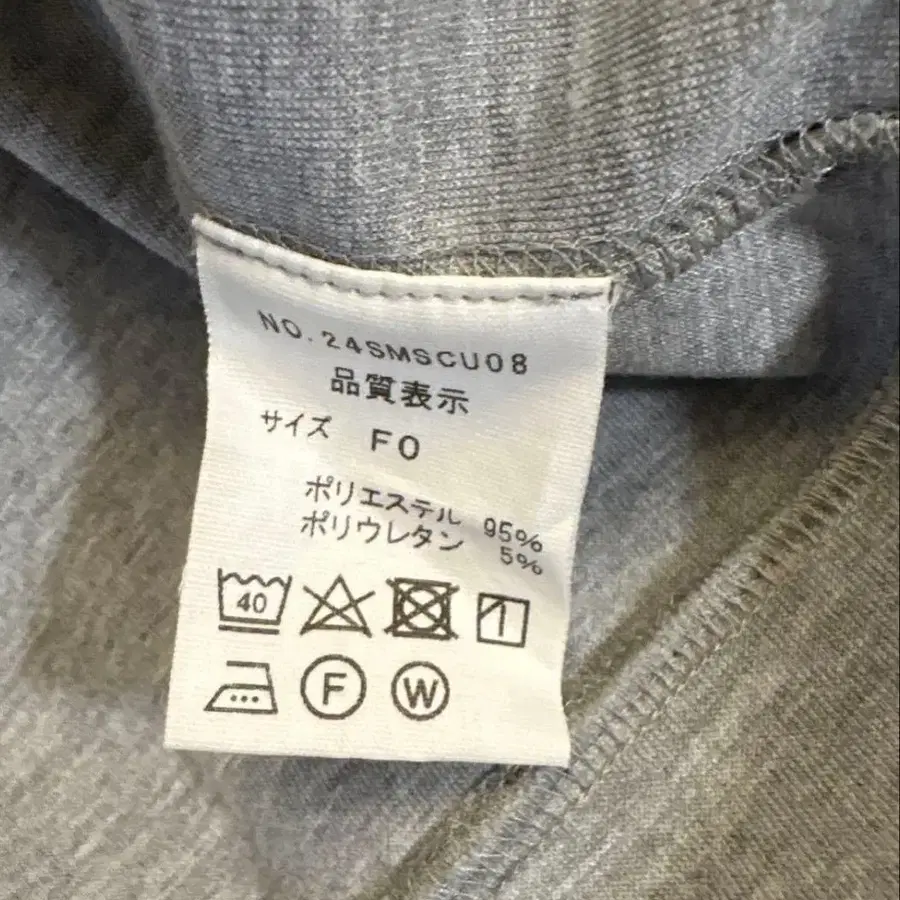 NO.24SMSCU08
品質表示
サイズ F0
ポリエステル 95%
ポリウレタン 5%
40
F W